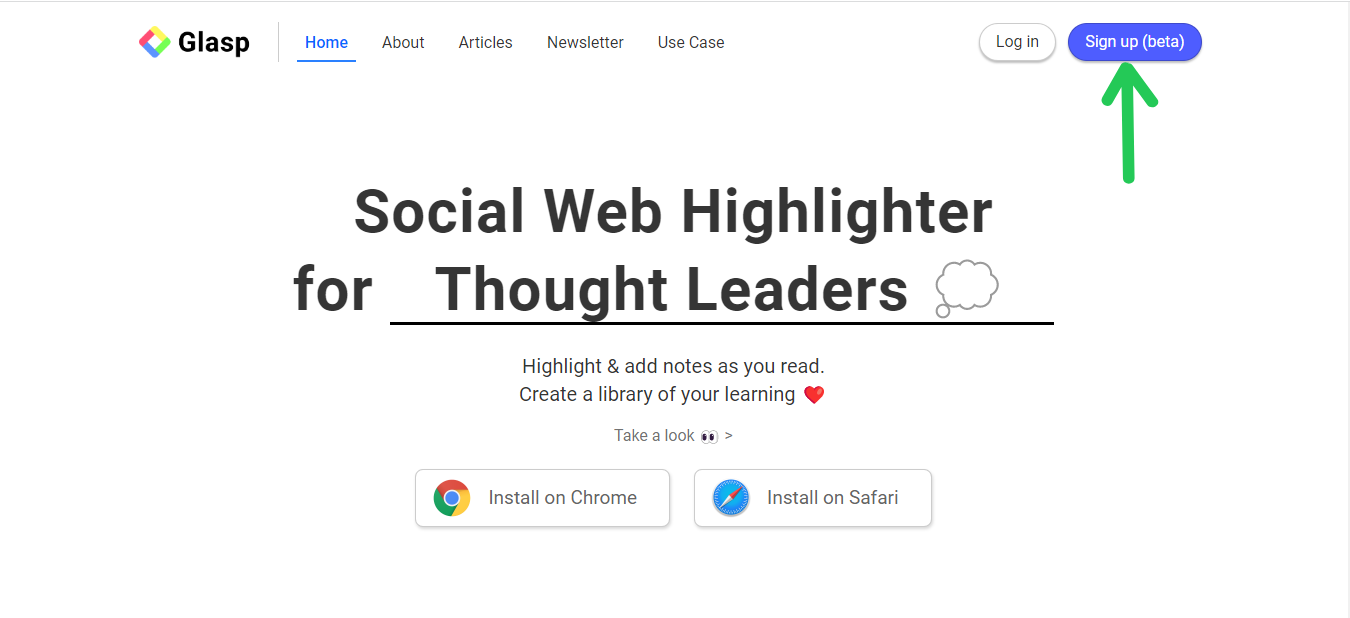 Glasp Home About Articles Newsletter Use Case Log in Sign up (beta)
Social Web Highlighter
for Thought Leaders 💭
Highlight & add notes as you read.
Create a library of your learning ❤️
Take a look 👀 >
Install on Chrome Install on Safari